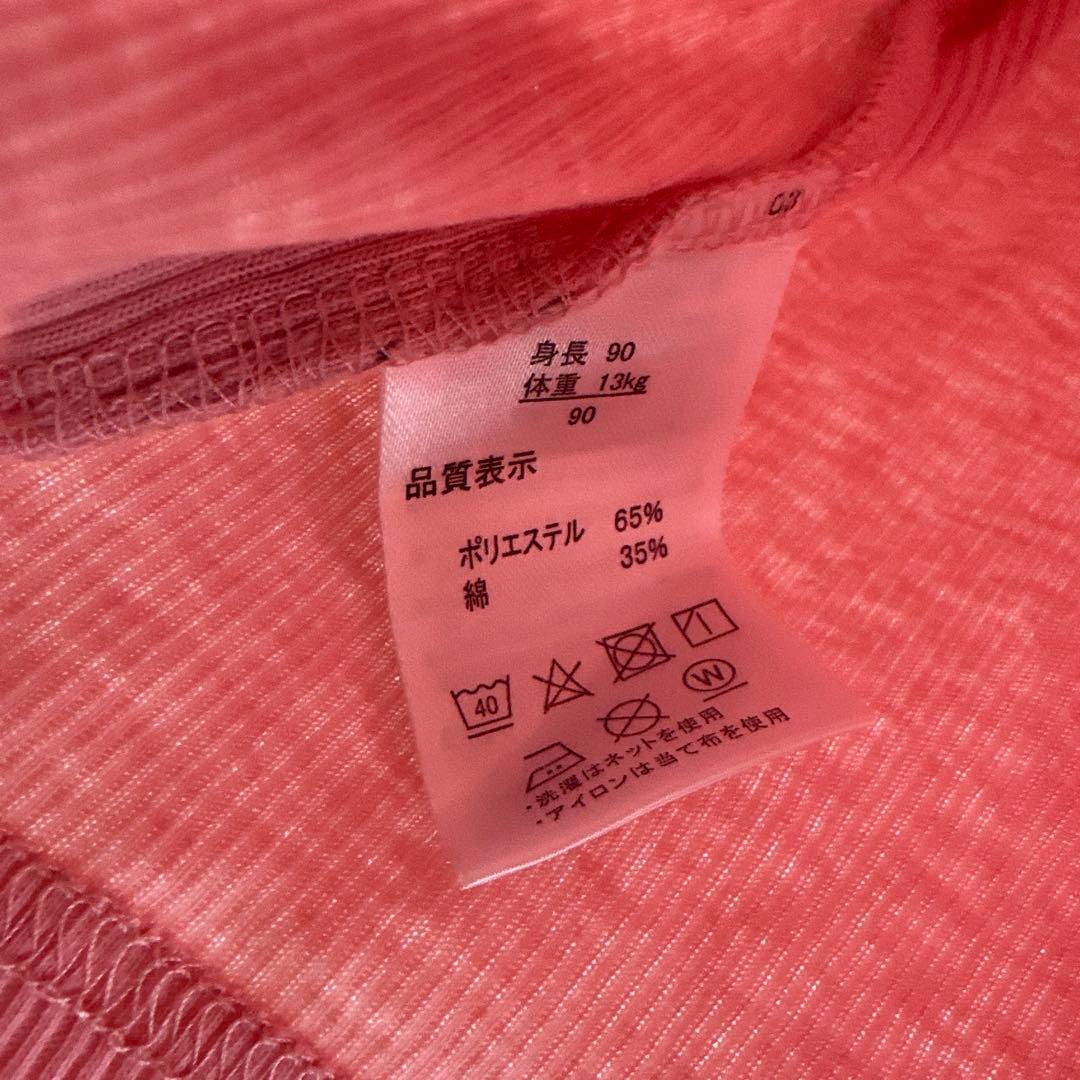 身長 90
体重 13kg
90
品質表示
ポリエステル 65%
綿 35%
40
W
・洗濯はネットを使用
・アイロンは当て布を使用